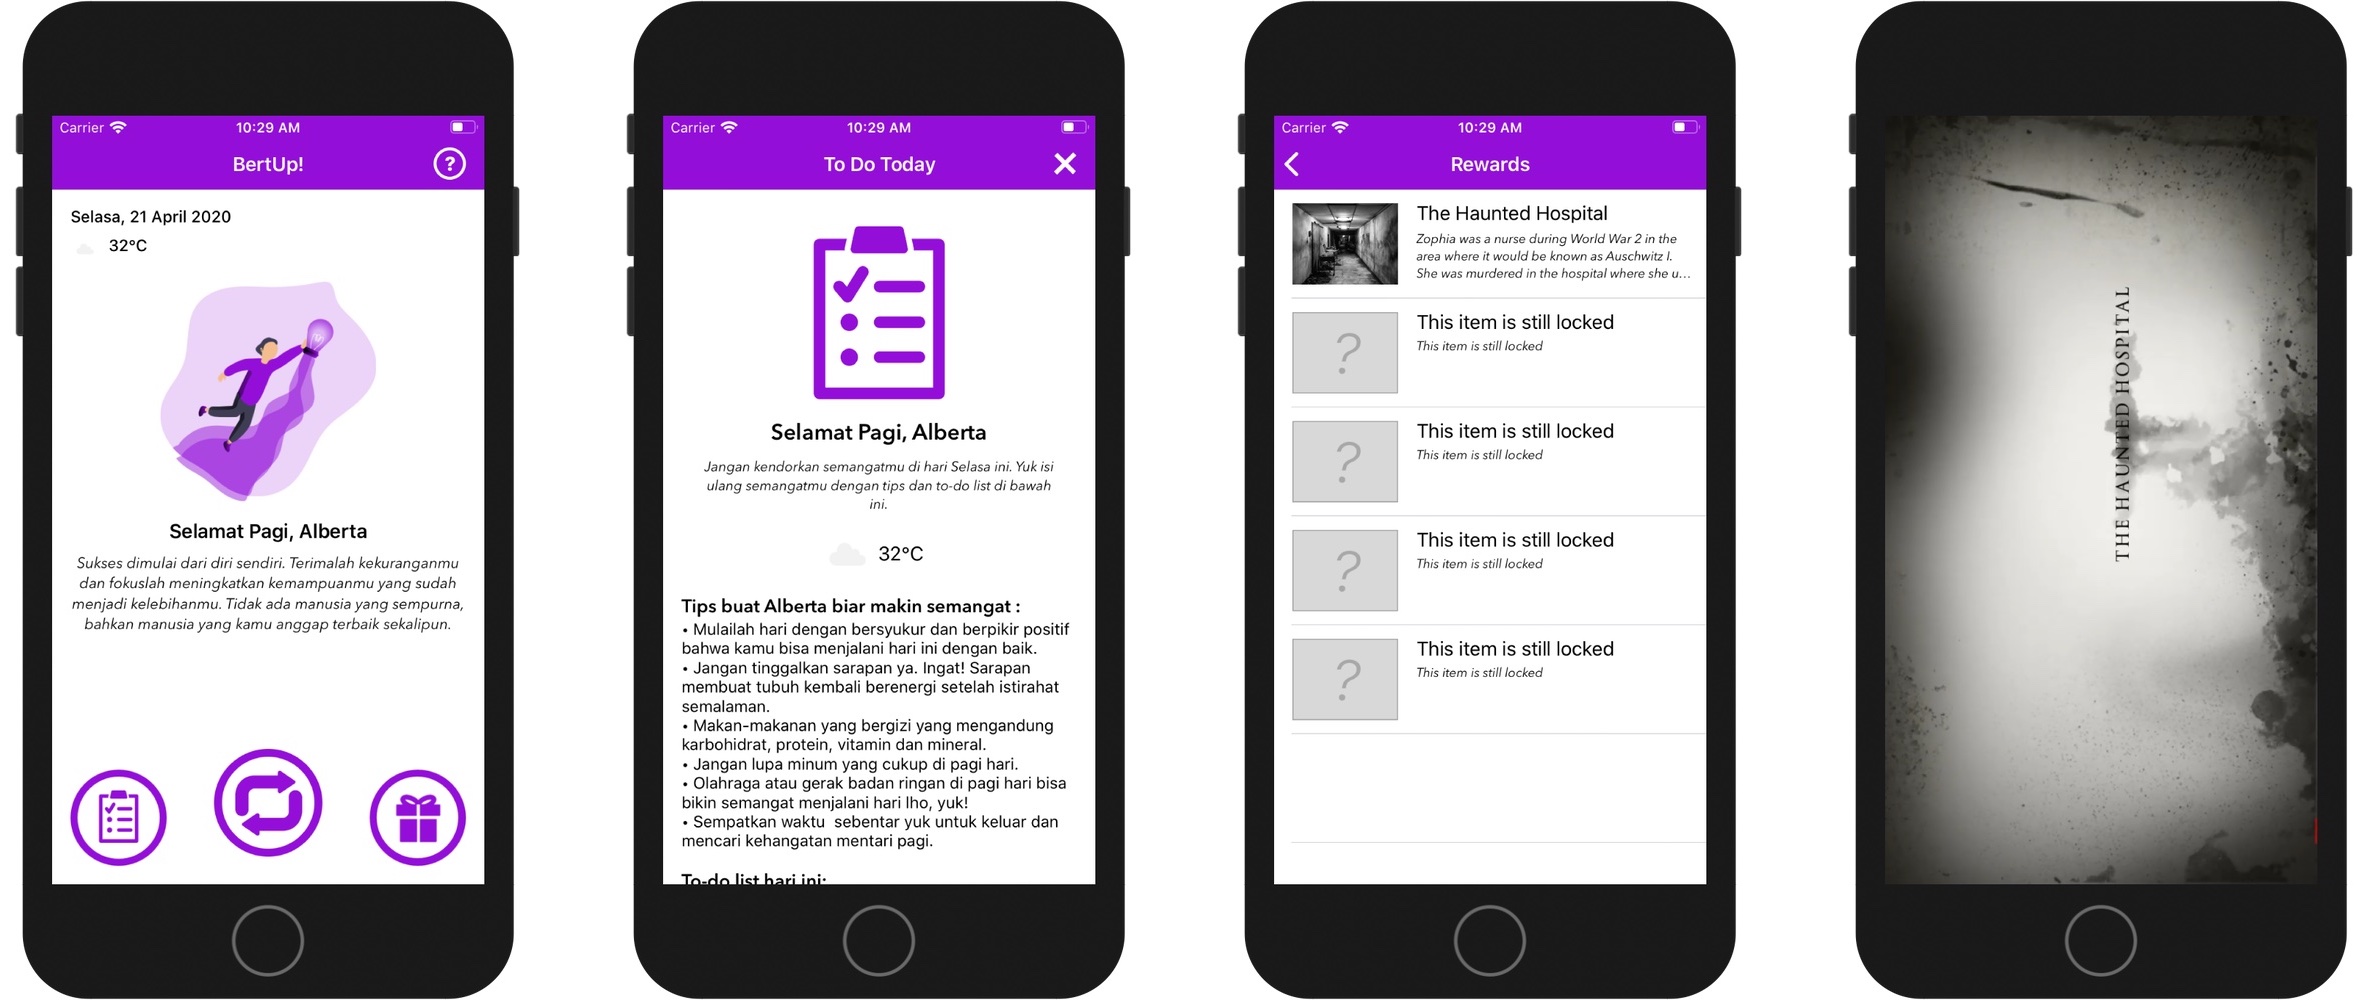 Carrier 10:29 AM
BertUp!
?
Selasa, 21 April 2020
32°C
Selamat Pagi, Alberta
Sukses dimulai dari diri sendiri. Terimalah kekuranganmu
dan fokuslah meningkatkan kemampuanmu yang sudah
menjadi kelebihanmu. Tidak ada manusia yang sempurna,
bahkan manusia yang kamu anggap terbaik sekalipun.
Carrier 10:29 AM
To Do Today
Selamat Pagi, Alberta
Jangan kendorkan semangatmu di hari Selasa ini. Yuk isi
ulang semangatmu dengan tips dan to-do list di bawah
ini.
32°C
Tips buat Alberta biar makin semangat :
• Mulailah hari dengan bersyukur dan berpikir positif
bahwa kamu bisa menjalani hari ini dengan baik.
• Jangan tinggalkan sarapan ya. Ingat! Sarapan
membuat tubuh kembali berenergi setelah istirahat
semalaman.
• Makan-makanan yang bergizi yang mengandung
karbohidrat, protein, vitamin dan mineral.
• Jangan lupa minum yang cukup di pagi hari.
• Olahraga atau gerak badan ringan di pagi hari bisa
bikin semangat menjalani hari lho, yuk!
• Sempatkan waktu  sebentar yuk untuk keluar dan
mencari kehangatan mentari pagi.
To-do list hari ini:
Carrier 10:29 AM
Rewards
The Haunted Hospital
Zophia was a nurse during World War 2 in the
area where it would be known as Auschwitz I.
She was murdered in the hospital where she u...
?
This item is still locked
This item is still locked
?
This item is still locked
This item is still locked
?
This item is still locked
This item is still locked
?
This item is still locked
This item is still locked
THE HAUNTED HOSPITAL